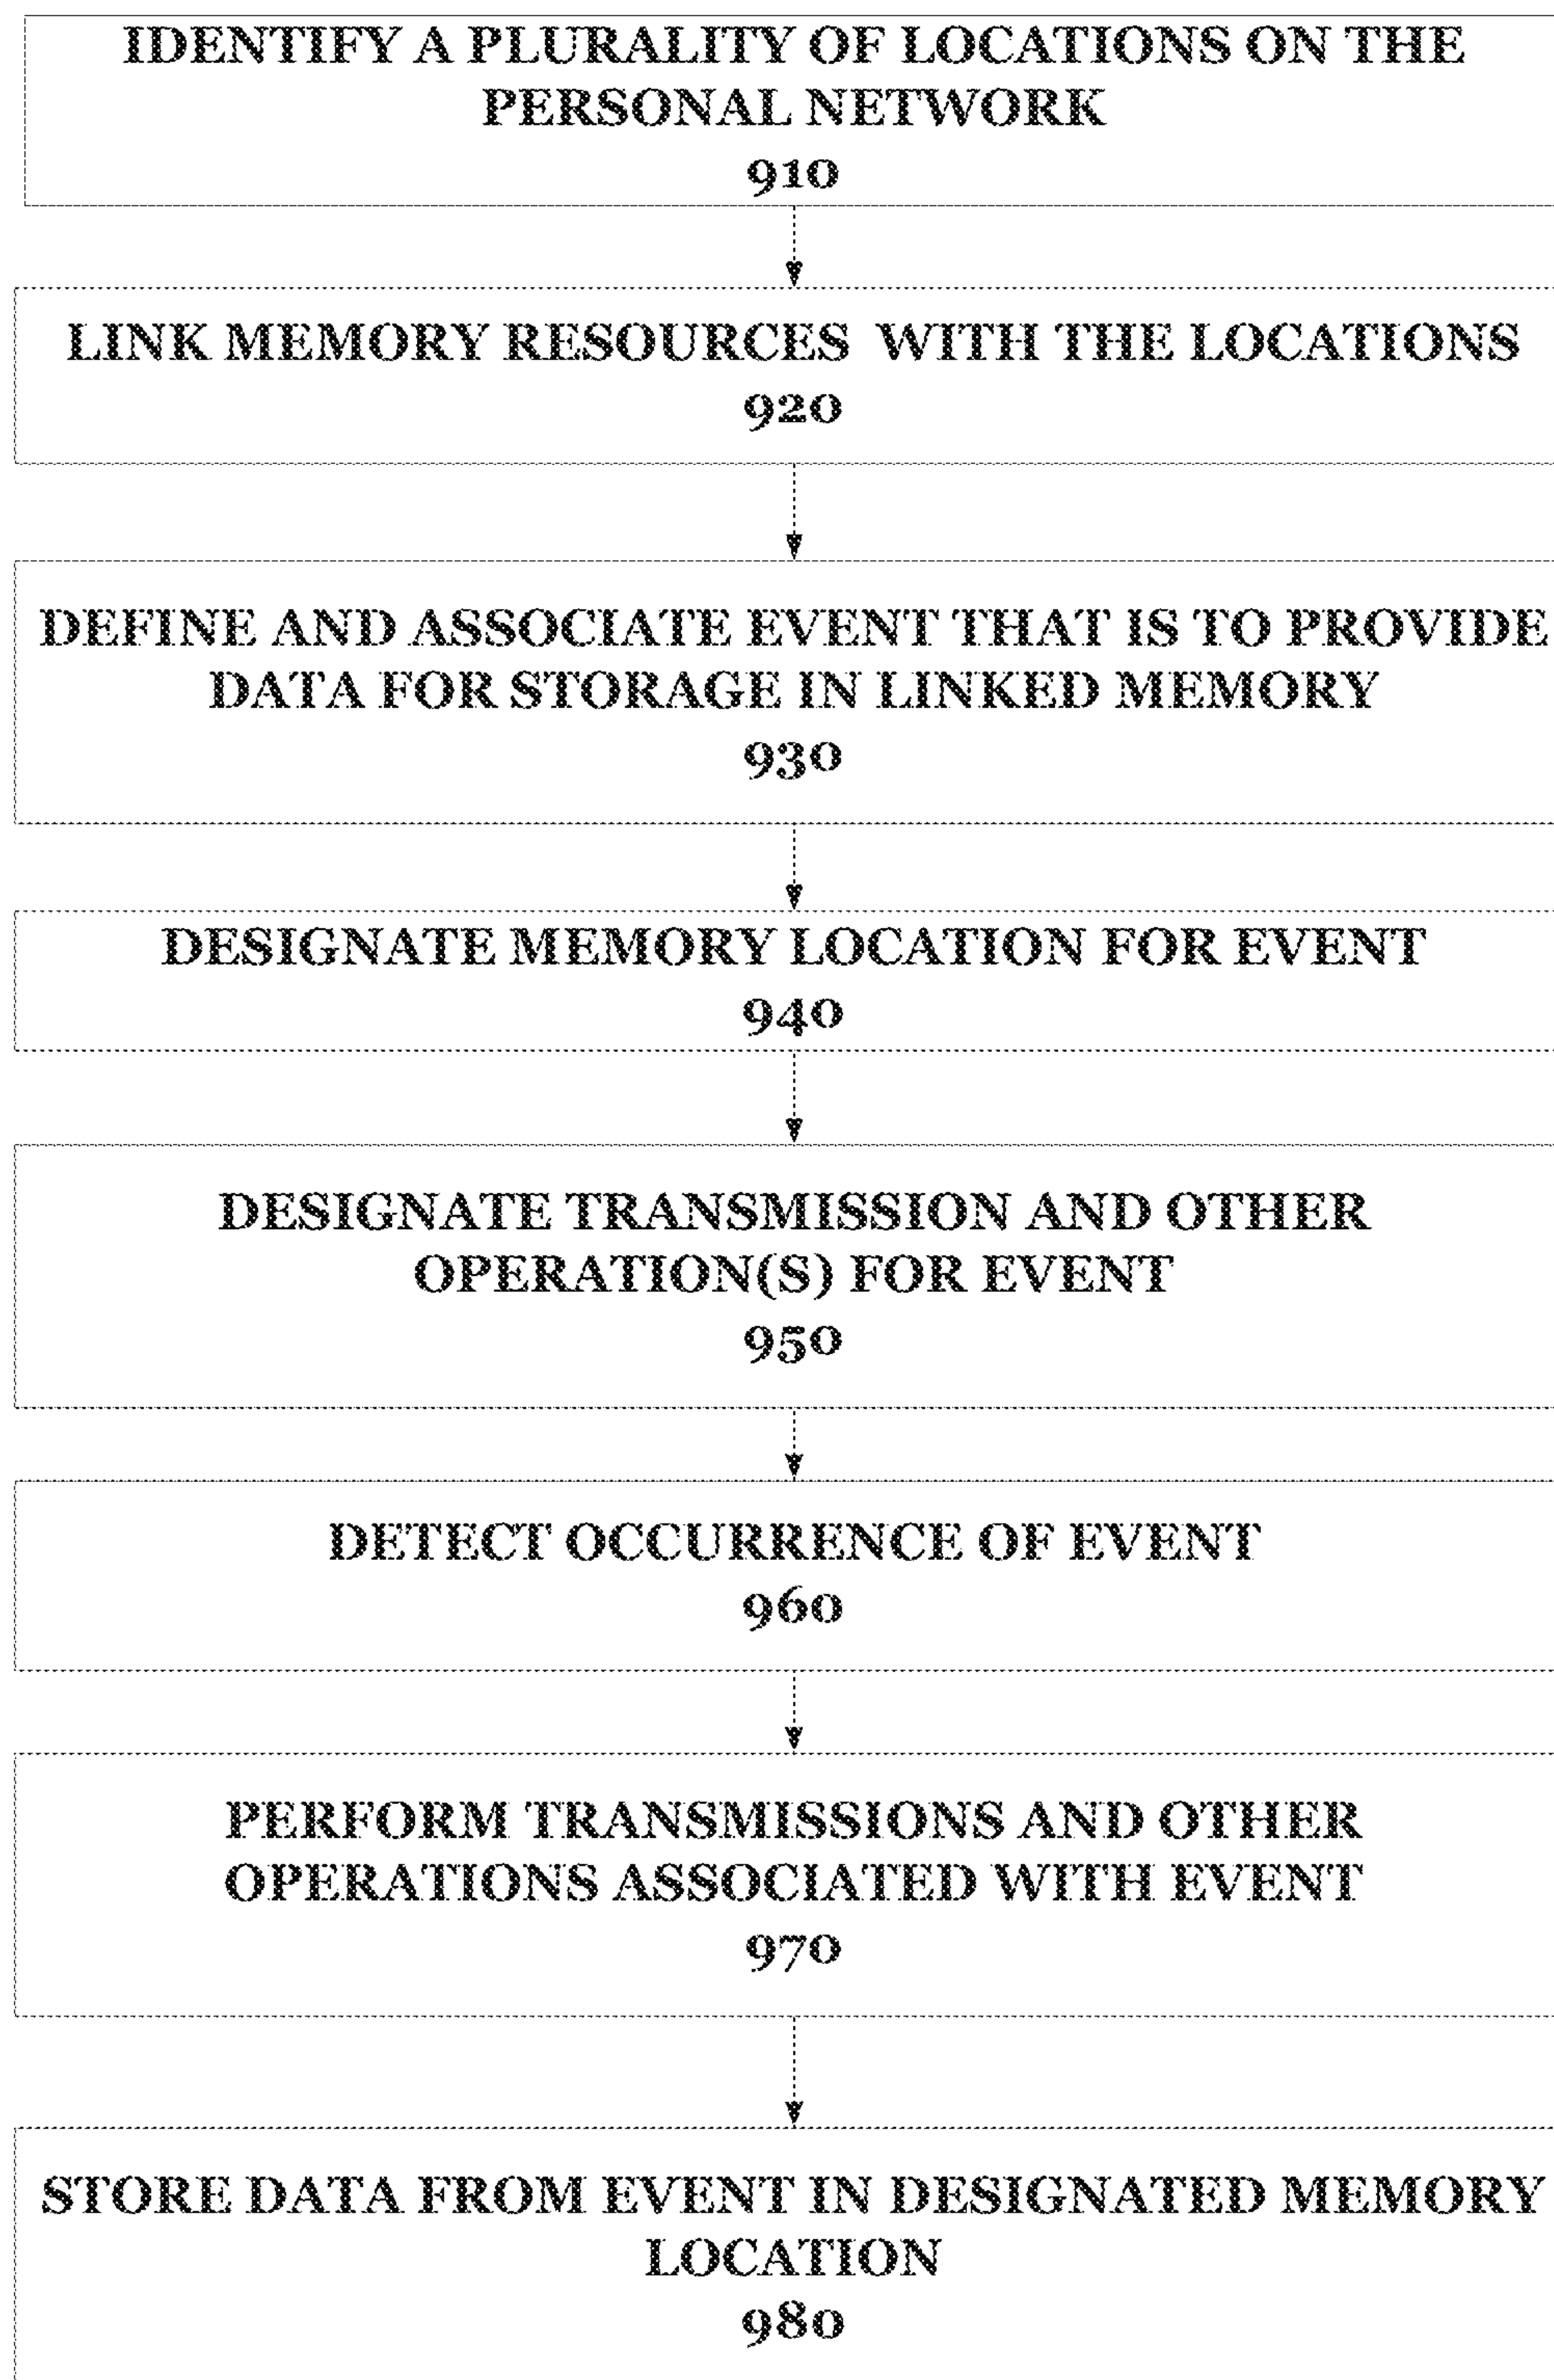 IDENTIFY A PLURALITY OF LOCATIONS ON THE
PERSONAL NETWORK
910
LINK MEMORY RESOURCES WITH THE LOCATIONS
920
DEFINE AND ASSOCIATE EVENT THAT IS TO PROVIDE
DATA FOR STORAGE IN LINKED MEMORY
930
DESIGNATE MEMORY LOCATION FOR EVENT
940
DESIGNATE TRANSMISSION AND OTHER
OPERATION(S) FOR EVENT
950
DETECT OCCURRENCE OF EVENT
960
PERFORM TRANSMISSIONS AND OTHER
OPERATIONS ASSOCIATED WITH EVENT
970
STORE DATA FROM EVENT IN DESIGNATED MEMORY
LOCATION
980